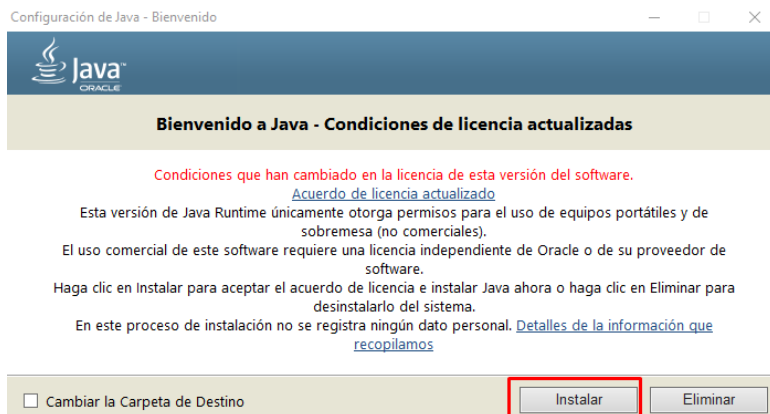 Configuración de Java - Bienvenido
Java™
ORACLE
Bienvenido a Java - Condiciones de licencia actualizadas
Condiciones que han cambiado en la licencia de esta versión del software.
Acuerdo de licencia actualizado
Esta versión de Java Runtime únicamente otorga permisos para el uso de equipos portátiles y de
sobremesa (no comerciales).
El uso comercial de este software requiere una licencia independiente de Oracle o de su proveedor de
software.
Haga clic en Instalar para aceptar el acuerdo de licencia e instalar Java ahora o haga clic en Eliminar para
desinstalarlo del sistema.
En este proceso de instalación no se registra ningún dato personal. Detalles de la información que
recopilamos
Cambiar la Carpeta de Destino
Instalar
Eliminar